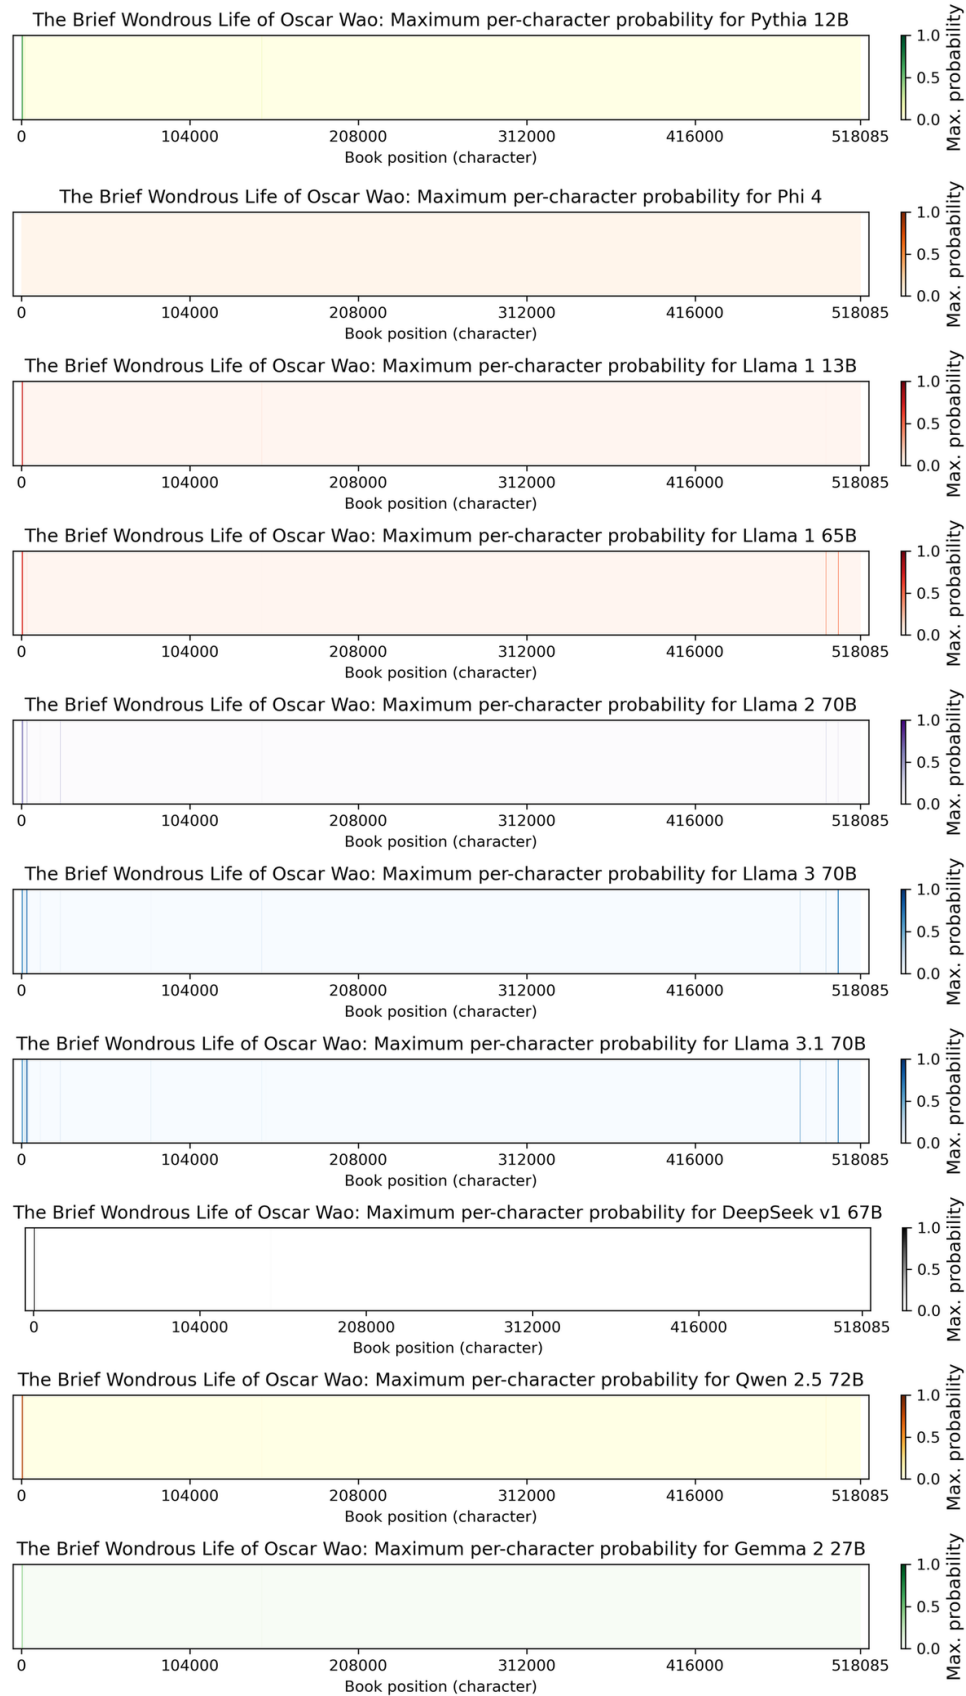 The Brief Wondrous Life of Oscar Wao: Maximum per-character probability for Pythia 12B
1.0
0.5
0.0
Max. probability
0 104000 208000 312000 416000 518085
Book position (character)
The Brief Wondrous Life of Oscar Wao: Maximum per-character probability for Phi 4
1.0
0.5
0.0
Max. probability
0 104000 208000 312000 416000 518085
Book position (character)
The Brief Wondrous Life of Oscar Wao: Maximum per-character probability for Llama 1 13B
1.0
0.5
0.0
Max. probability
0 104000 208000 312000 416000 518085
Book position (character)
The Brief Wondrous Life of Oscar Wao: Maximum per-character probability for Llama 1 65B
1.0
0.5
0.0
Max. probability
0 104000 208000 312000 416000 518085
Book position (character)
The Brief Wondrous Life of Oscar Wao: Maximum per-character probability for Llama 2 70B
1.0
0.5
0.0
Max. probability
0 104000 208000 312000 416000 518085
Book position (character)
The Brief Wondrous Life of Oscar Wao: Maximum per-character probability for Llama 3 70B
1.0
0.5
0.0
Max. probability
0 104000 208000 312000 416000 518085
Book position (character)
The Brief Wondrous Life of Oscar Wao: Maximum per-character probability for Llama 3.1 70B
1.0
0.5
0.0
Max. probability
0 104000 208000 312000 416000 518085
Book position (character)
The Brief Wondrous Life of Oscar Wao: Maximum per-character probability for DeepSeek v1 67B
1.0
0.5
0.0
Max. probability
0 104000 208000 312000 416000 518085
Book position (character)
The Brief Wondrous Life of Oscar Wao: Maximum per-character probability for Qwen 2.5 72B
1.0
0.5
0.0
Max. probability
0 104000 208000 312000 416000 518085
Book position (character)
The Brief Wondrous Life of Oscar Wao: Maximum per-character probability for Gemma 2 27B
1.0
0.5
0.0
Max. probability
0 104000 208000 312000 416000 518085
Book position (character)